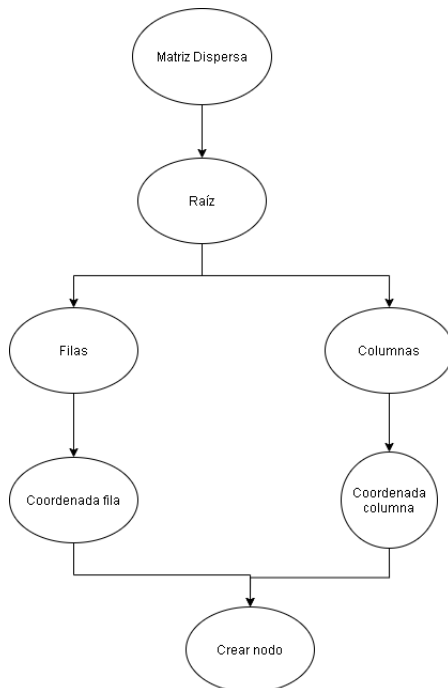 Matriz Dispersa
Raíz
Filas
Columnas
Coordenada fila
Coordenada
columna
Crear nodo